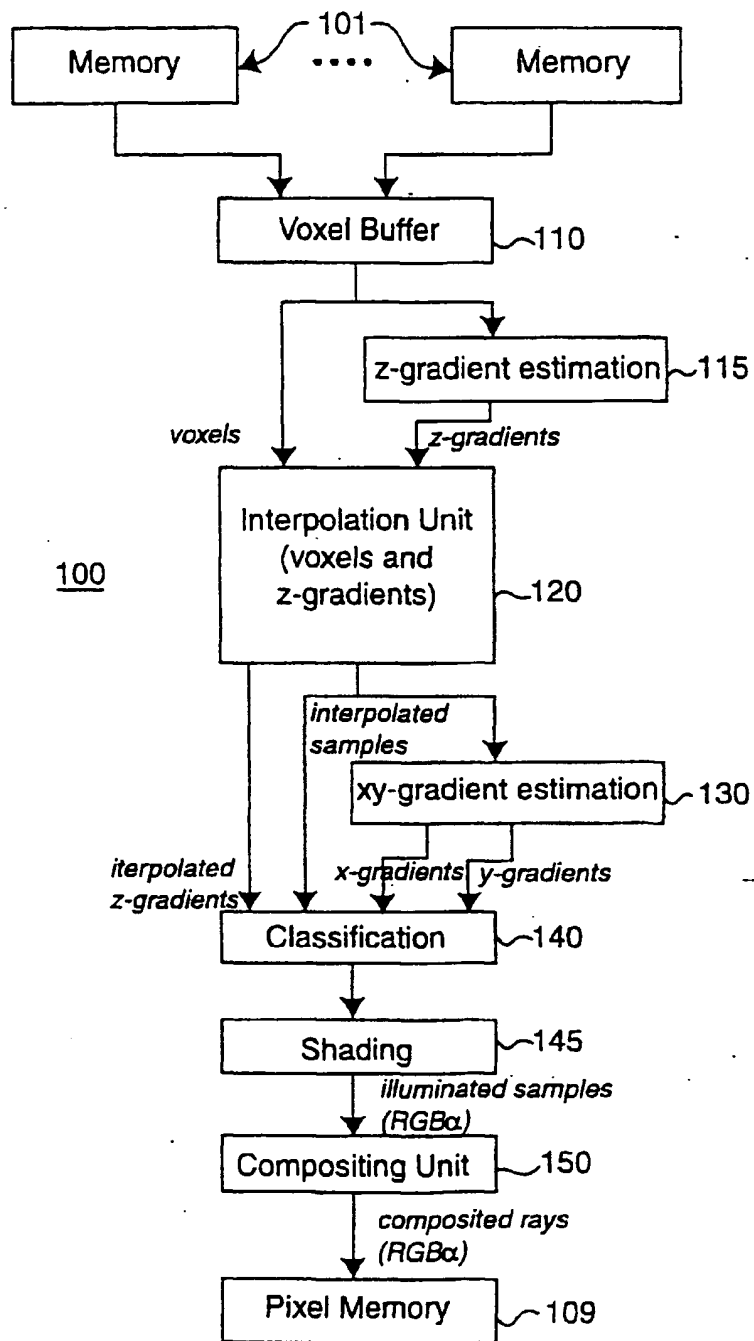 101
Memory
....
Memory
Voxel Buffer
110
z-gradient estimation
115
voxels
z-gradients
Interpolation Unit
(voxels and
z-gradients)
120
100
interpolated
samples
xy-gradient estimation
130
iterpolated
z-gradients
x-gradients
y-gradients
Classification
140
Shading
145
illuminated samples
(RGBα)
Compositing Unit
150
composited rays
(RGBα)
Pixel Memory
109